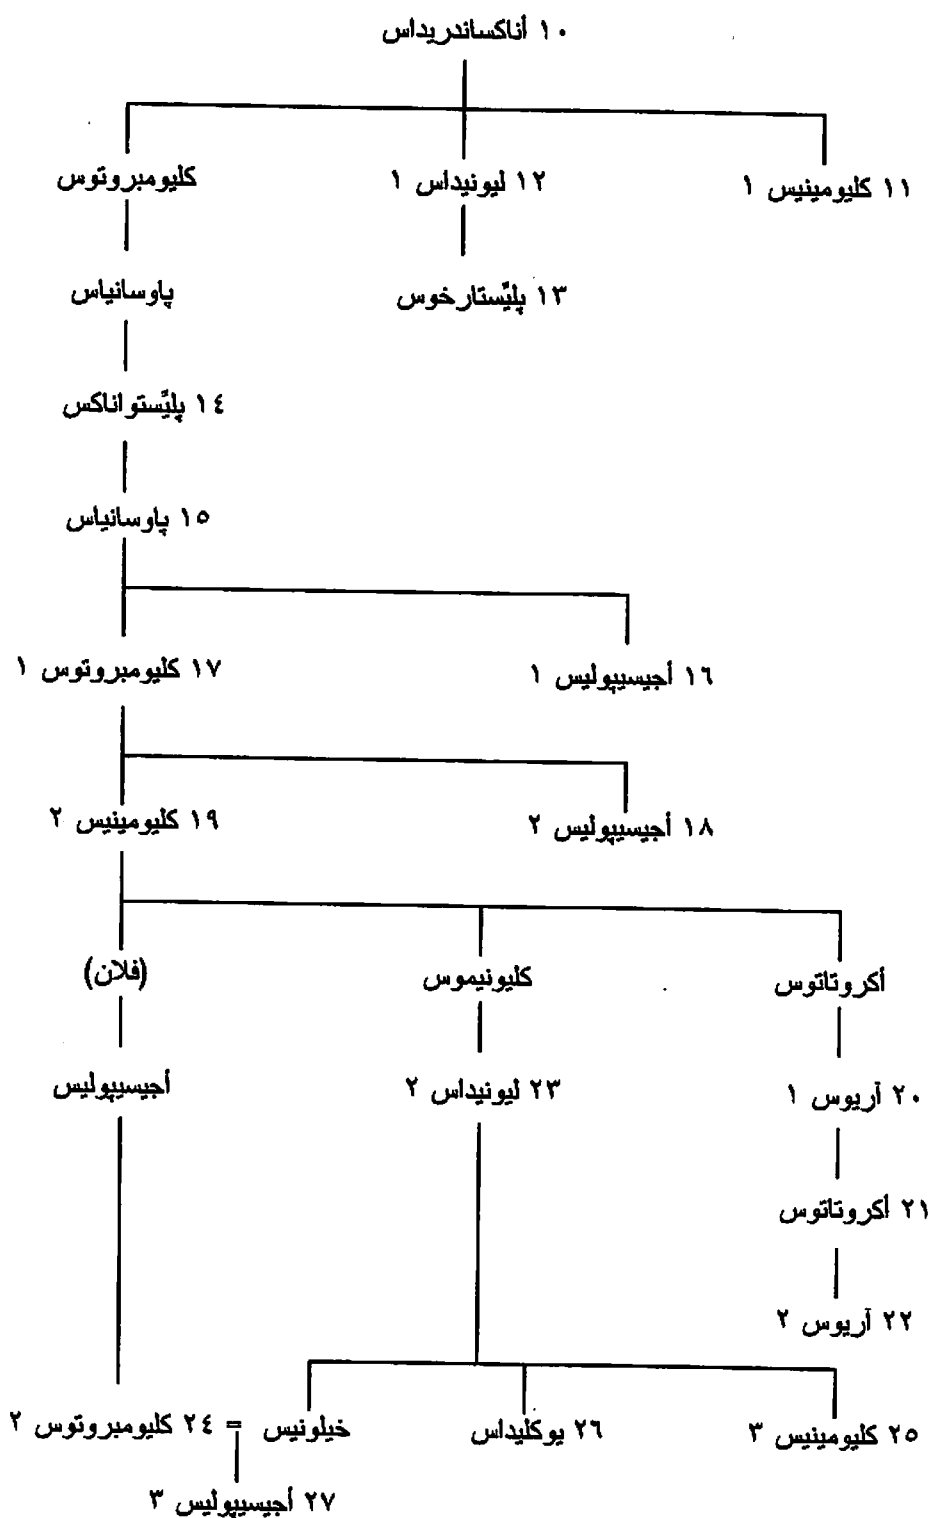 ١٠ أناكساندريداس
١١ كليومينيس ١
١٢ ليونيداس ١
كليومبروتوس
١٣ پليِّستارخوس
پاوسانياس
١٤ پليِّستواناكس
١٥ پاوسانياس
١٦ أجيسيپوليس ١
١٧ كليومبروتوس ١
١٨ أجيسيپوليس ٢
١٩ كليومينيس ٢
أكروتاتوس
كليونيموس
(فلان)
٢٠ آريوس ١
٢٣ ليونيداس ٢
أجيسيپوليس
٢١ أكروتاتوس
٢٢ آريوس ٢
٢٥ كليومينيس ٣
٢٦ يوكليداس
خيلونيس = ٢٤ كليومبروتوس ٢
٢٧ أجيسيپوليس ٣